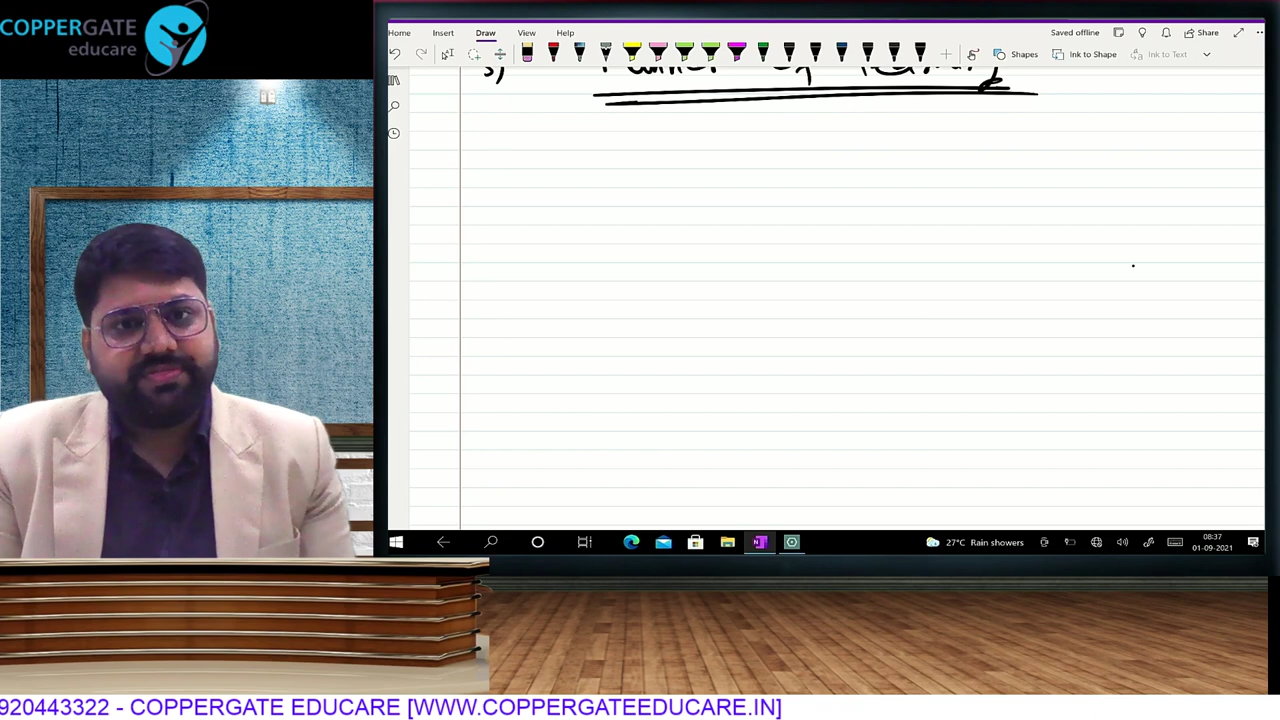 COPPERGATE
educare
Home Insert Draw View Help
Saved offline
Share
Shapes
Ink to Shape
Ink to Text
3)
27°C Rain showers
08:37
01-09-2021
920443322 - COPPERGATE EDUCARE [WWW.COPPERGATEEDUCARE.IN]